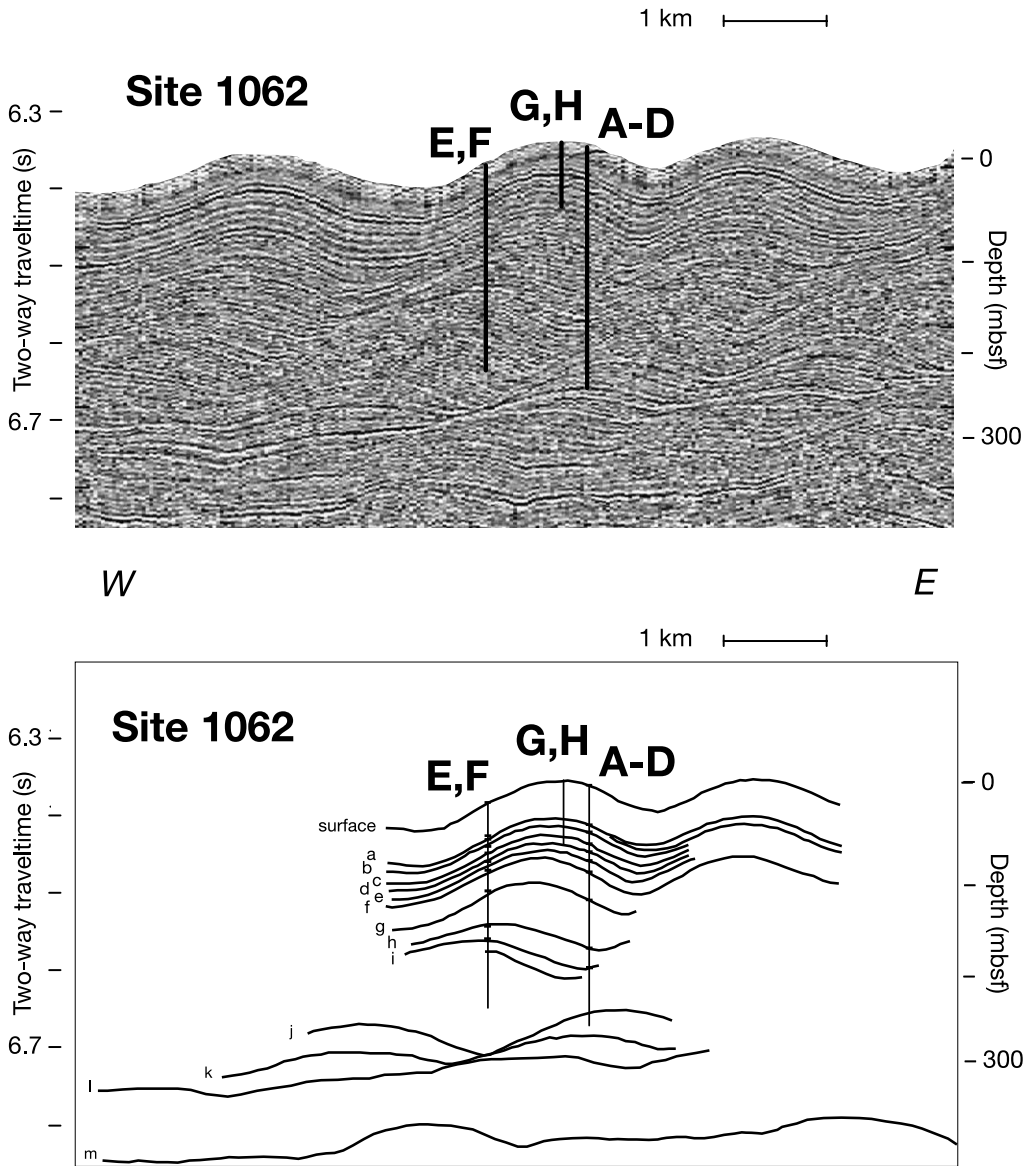 1 km
Site 1062
6.3
G,H
A-D
E,F
0
Two-way traveltime (s)
Depth (mbsf)
6.7
300
W
E
1 km
Site 1062
6.3
G,H
A-D
E,F
0
surface
a
b
c
d
e
f
g
h
i
Two-way traveltime (s)
Depth (mbsf)
j
6.7
k
300
l
m